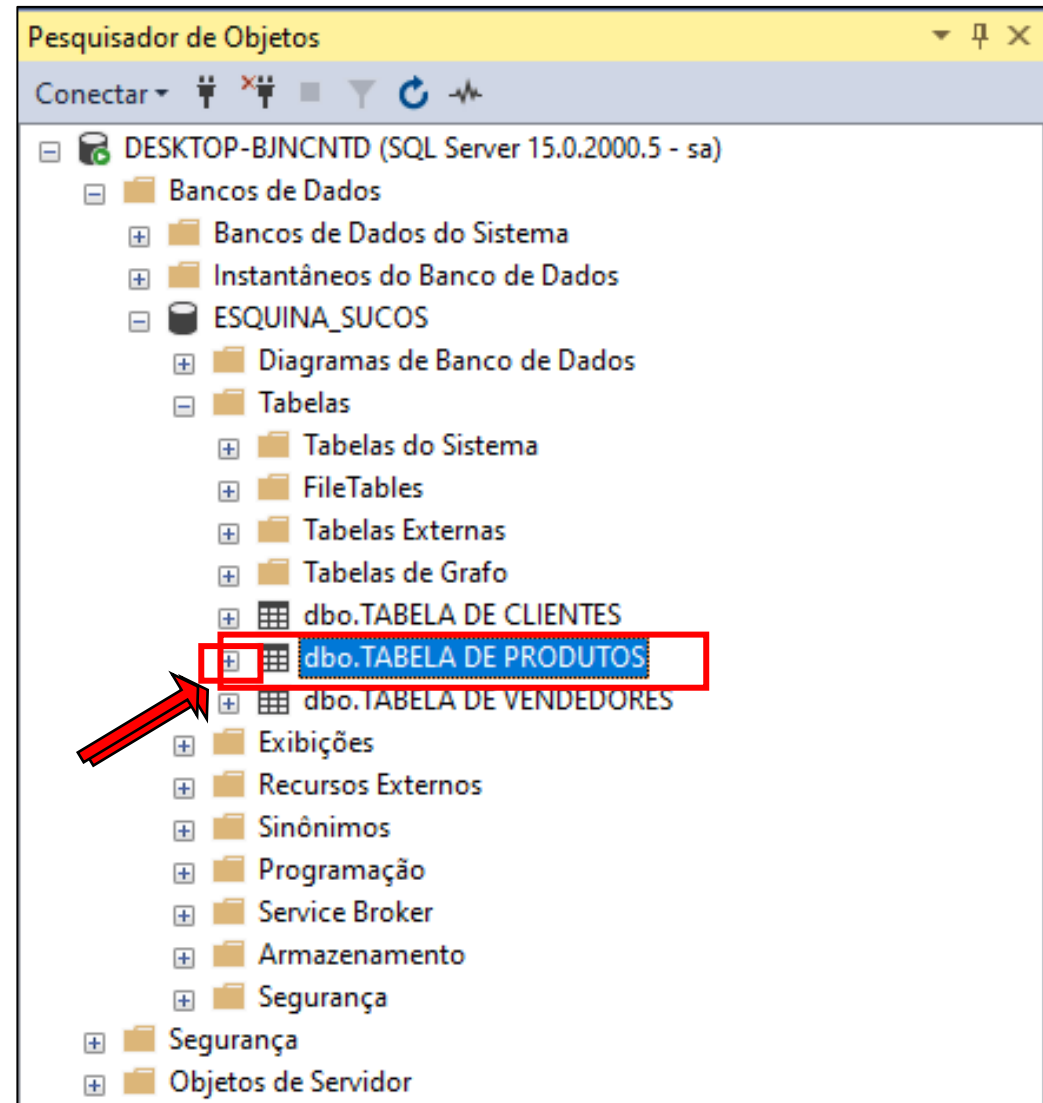 Pesquisador de Objetos
Conectar
DESKTOP-BJNCNTD (SQL Server 15.0.2000.5 - sa)
Bancos de Dados
Bancos de Dados do Sistema
Instantâneos do Banco de Dados
ESQUINA_SUCOS
Diagramas de Banco de Dados
Tabelas
Tabelas do Sistema
FileTables
Tabelas Externas
Tabelas de Grafo
dbo.TABELA DE CLIENTES
dbo.TABELA DE PRODUTOS
dbo.TABELA DE VENDEDORES
Exibições
Recursos Externos
Sinônimos
Programação
Service Broker
Armazenamento
Segurança
Segurança
Objetos de Servidor